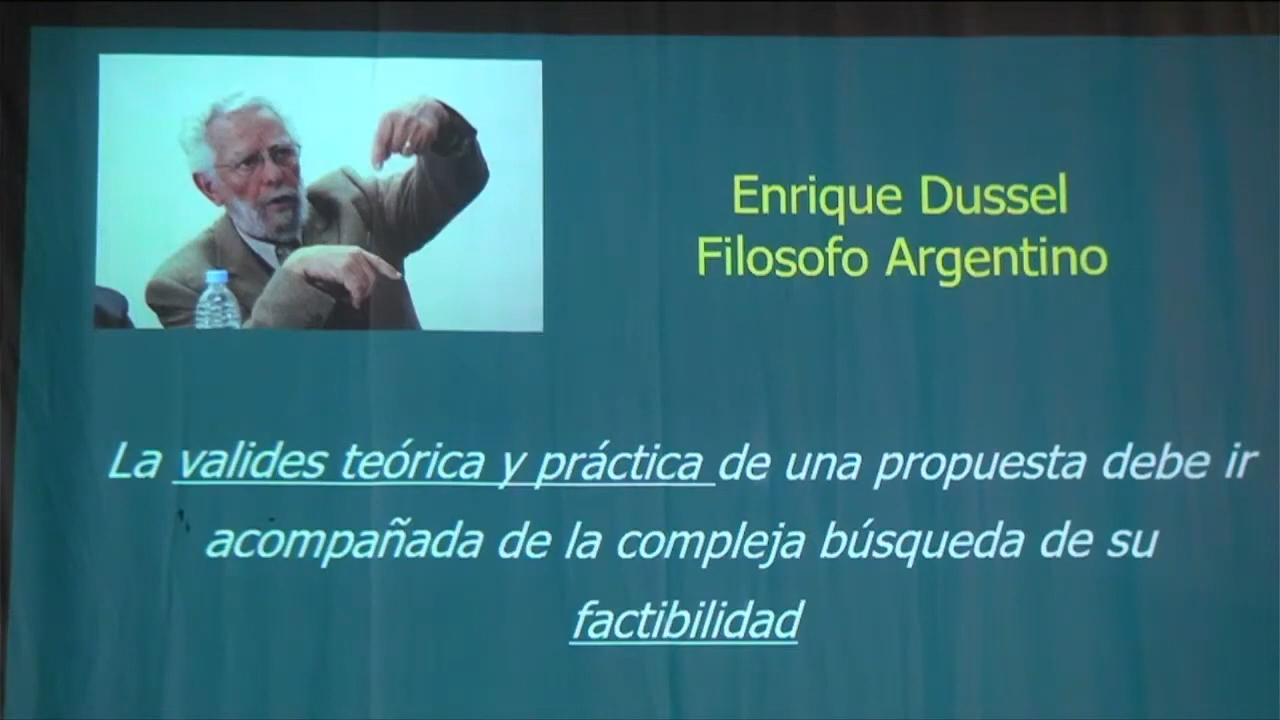 Enrique Dussel
Filosofo Argentino
La valides teórica y práctica de una propuesta debe ir
acompañada de la compleja búsqueda de su
factibilidad